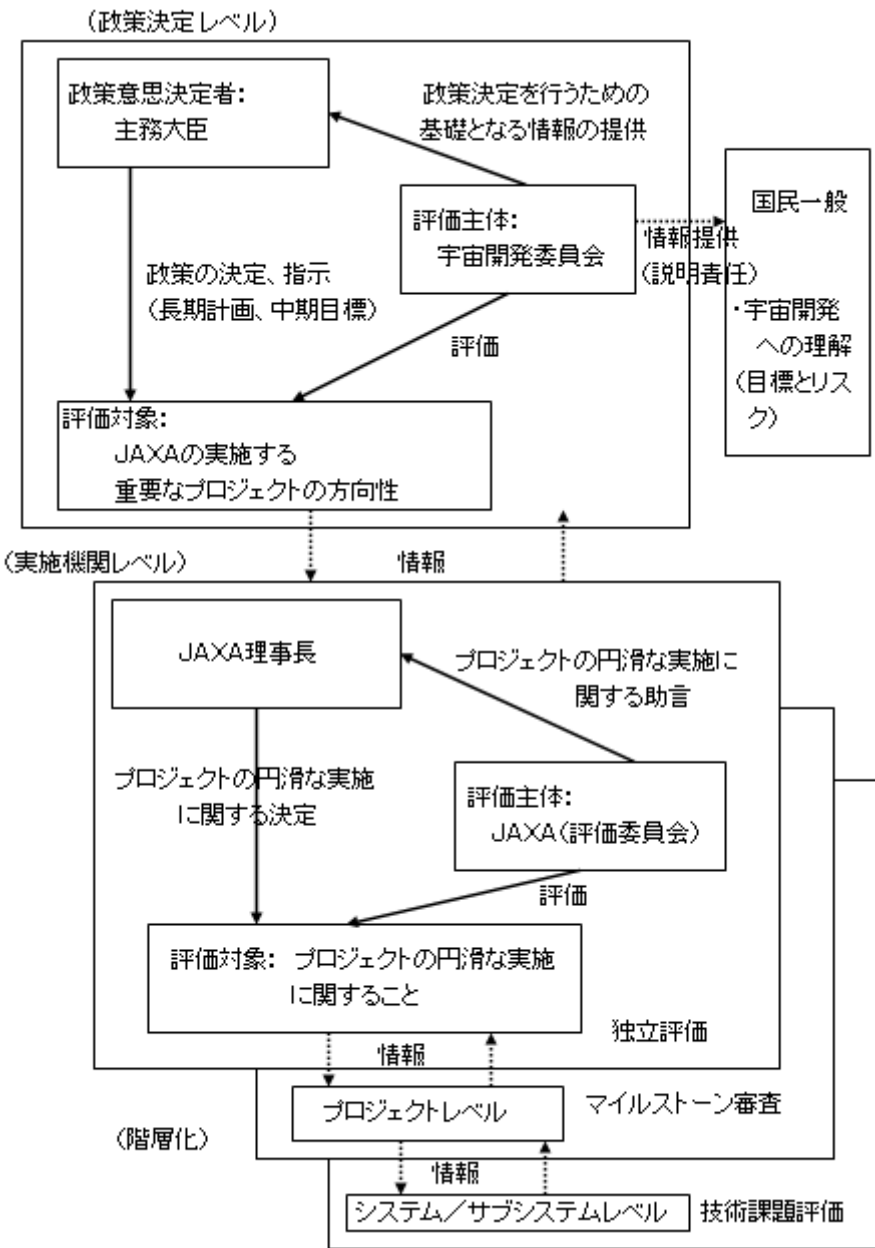 （政策決定レベル）
政策意思決定者：
主務大臣
政策決定を行うための
基礎となる情報の提供
評価主体：
宇宙開発委員会
情報提供
（説明責任）
国民一般
・宇宙開発
への理解
（目標とリス
ク）
政策の決定、指示
（長期計画、中期目標）
評価
評価対象：
JAXAの実施する
重要なプロジェクトの方向性
（実施機関レベル）
情報
JAXA理事長
プロジェクトの円滑な実施に
関する助言
プロジェクトの円滑な実施
に関する決定
評価主体：
JAXA（評価委員会）
評価
評価対象： プロジェクトの円滑な実施
に関すること
独立評価
情報
プロジェクトレベル
マイルストーン審査
（階層化）
情報
システム／サブシステムレベル
技術課題評価